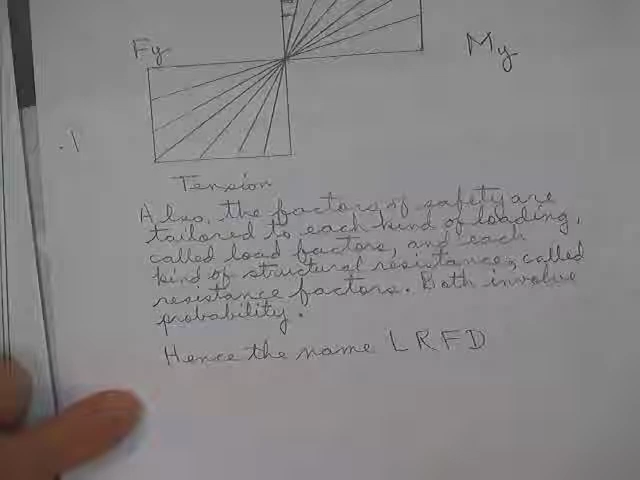 Fy
My
.1
Tension
Also, the factors of safety are
tailored to each kind of loading,
called load factors, and each
kind of structural resistance, called
resistance factors. Both involve
probability.
Hence the name LRFD